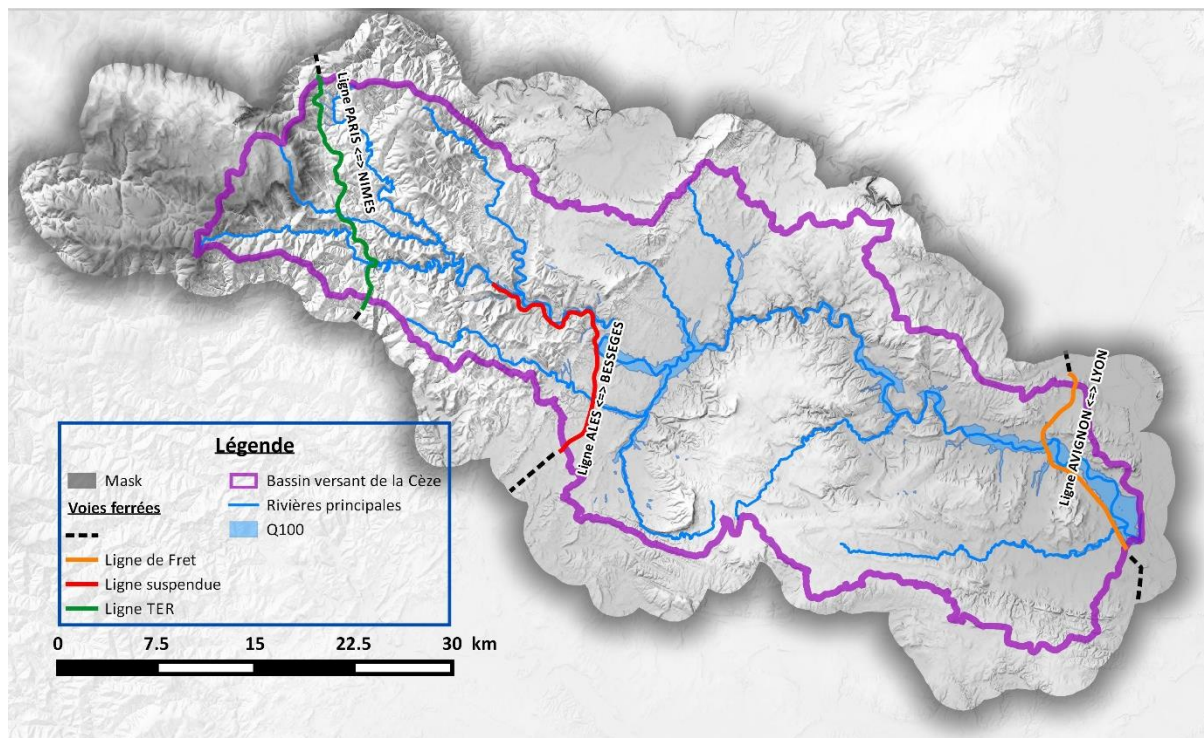 Ligne PARIS <=> NIMES
Ligne ALES <=> BESSEGES
Ligne AVIGNON <=> LYON
Légende
Mask
Voies ferrées
Ligne de Fret
Ligne suspendue
Ligne TER
Bassin versant de la Cèze
Rivières principales
Q100
0 7.5 15 22.5 30 km